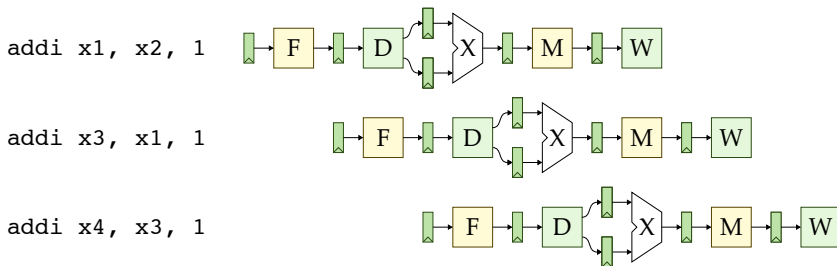 addi x1, x2, 1 F D X M W
addi x3, x1, 1 F D X M W
addi x4, x3, 1 F D X M W